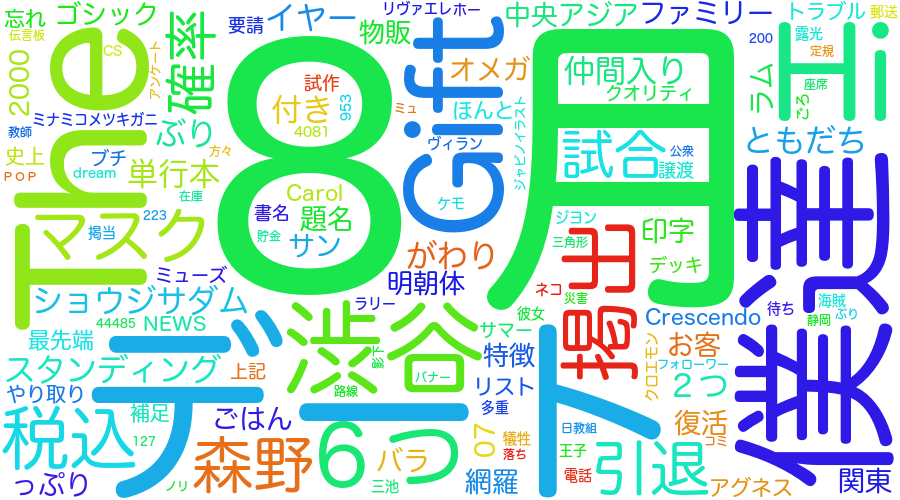 忘れ
ゴシック
伝言板
CS
アンケート
2000
確率
The
ミナミコメツキガニ
教師
ブチ
ぶり
史上
POP
dream
単行本
方々
在庫
マスク
223
掲当
ミューズ
ショウジサダム
44485
NEWS
最先端
スタンディング
上記
やり取り
補足
税込
127
っぷり
ノリ
森野
ごはん
デート
要請
イヤー
リヴァエレホー
物販
8月
試作
付き
4081
953
Carol
書名
題名
貯金
サン
Gift
ミュ
オメガ
ほんと
ヴィラン
ジャピノイラスト
ケモ
がわり
明朝体
ラリー
渋谷
影下
路線
バナー
6つ
バラ
三池
サマー
彼女
特徴
リスト
多重
07
犠牲
落ち
網羅
中央アジア
ファミリー
仲間入り
クオリティ
試合
公衆
譲渡
ジヨン
三角形
印字
デッキ
ネコ
災害
掲出
Crescendo
クロエモン
お客
フォローワー
2つ
復活
コミ
日教組
王子
電話
引退
アグネス
トラブル
郵送
200
露光
定規
座席
ラム
ごろ
エ!
ともだち
僕達
待ち
海賊
ぷり
静岡
関東